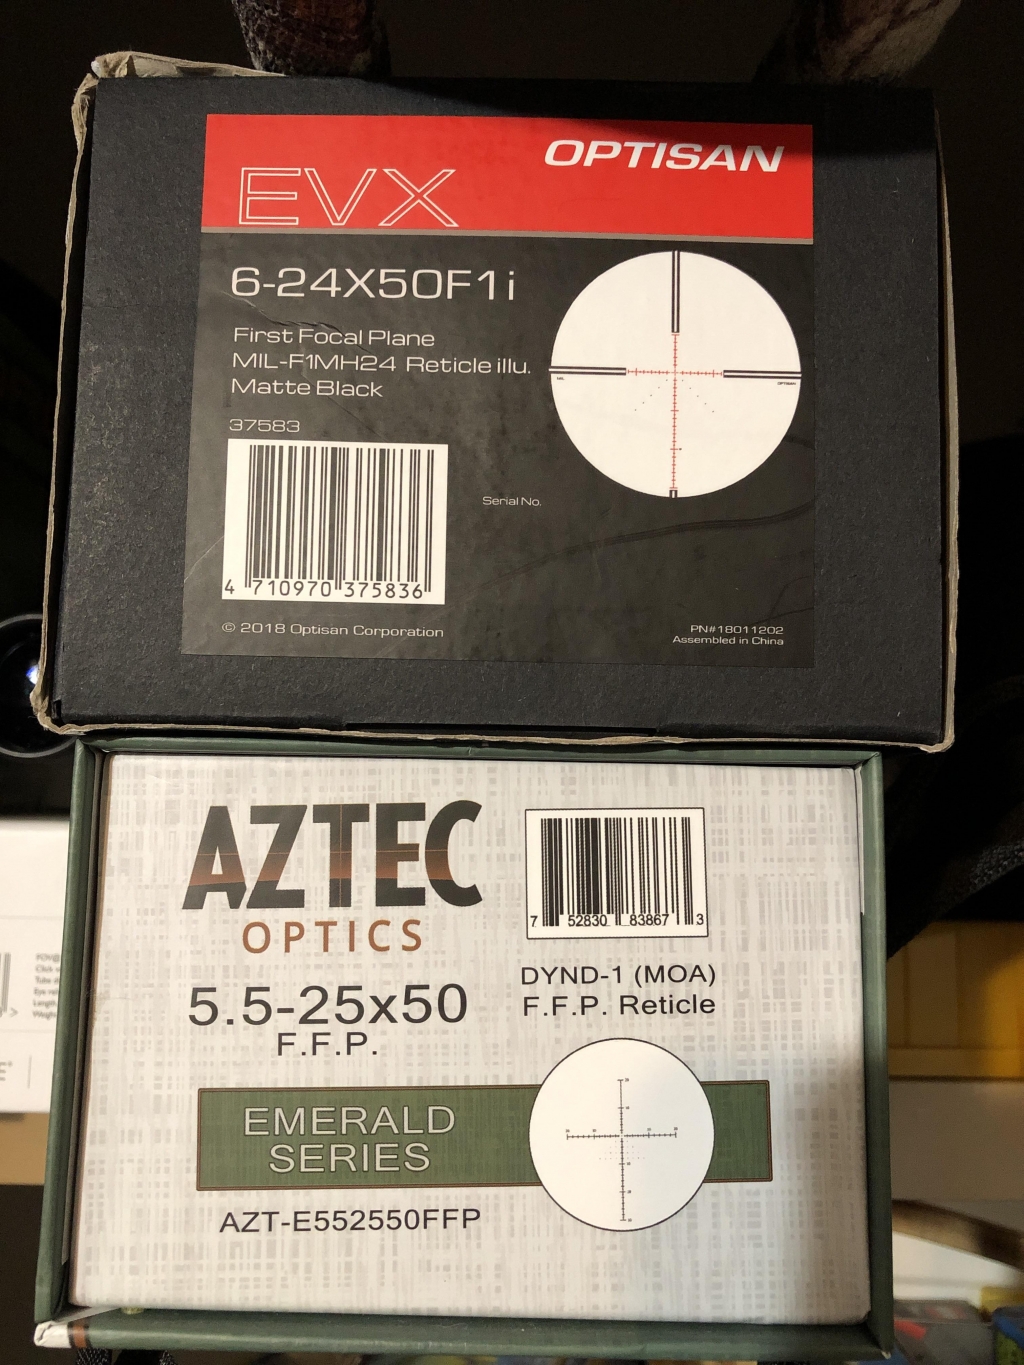 OPTISAN
EVX
6-24X50F1i
First Focal Plane
MIL-F1MH24 Reticle illu.
Matte Black
37583
4 710970 375836
Serial No.
MIL
OPTISAN
© 2018 Optisan Corporation
PN#18011202
Assembled in China
AZTEC
OPTICS
5.5-25x50
F.F.P.
7 52830 83867 3
DYND-1 (MOA)
F.F.P. Reticle
EMERALD
SERIES
AZT-E552550FFP